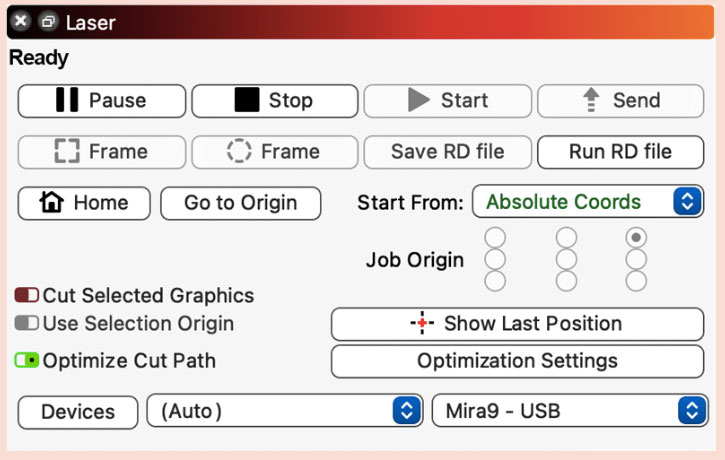 Laser
Ready
Pause Stop Start Send
Frame Frame Save RD file Run RD file
Home Go to Origin Start From: Absolute Coords
Job Origin
Cut Selected Graphics
Use Selection Origin Show Last Position
Optimize Cut Path Optimization Settings
Devices (Auto) Mira9 - USB